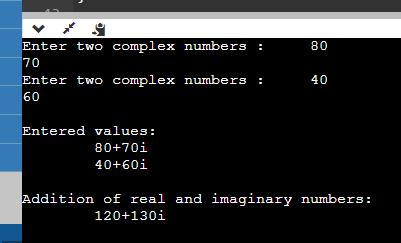 Enter two complex numbers :     80
70
Enter two complex numbers :     40
60

Entered values:
        80+70i
        40+60i

Addition of real and imaginary numbers:
        120+130i